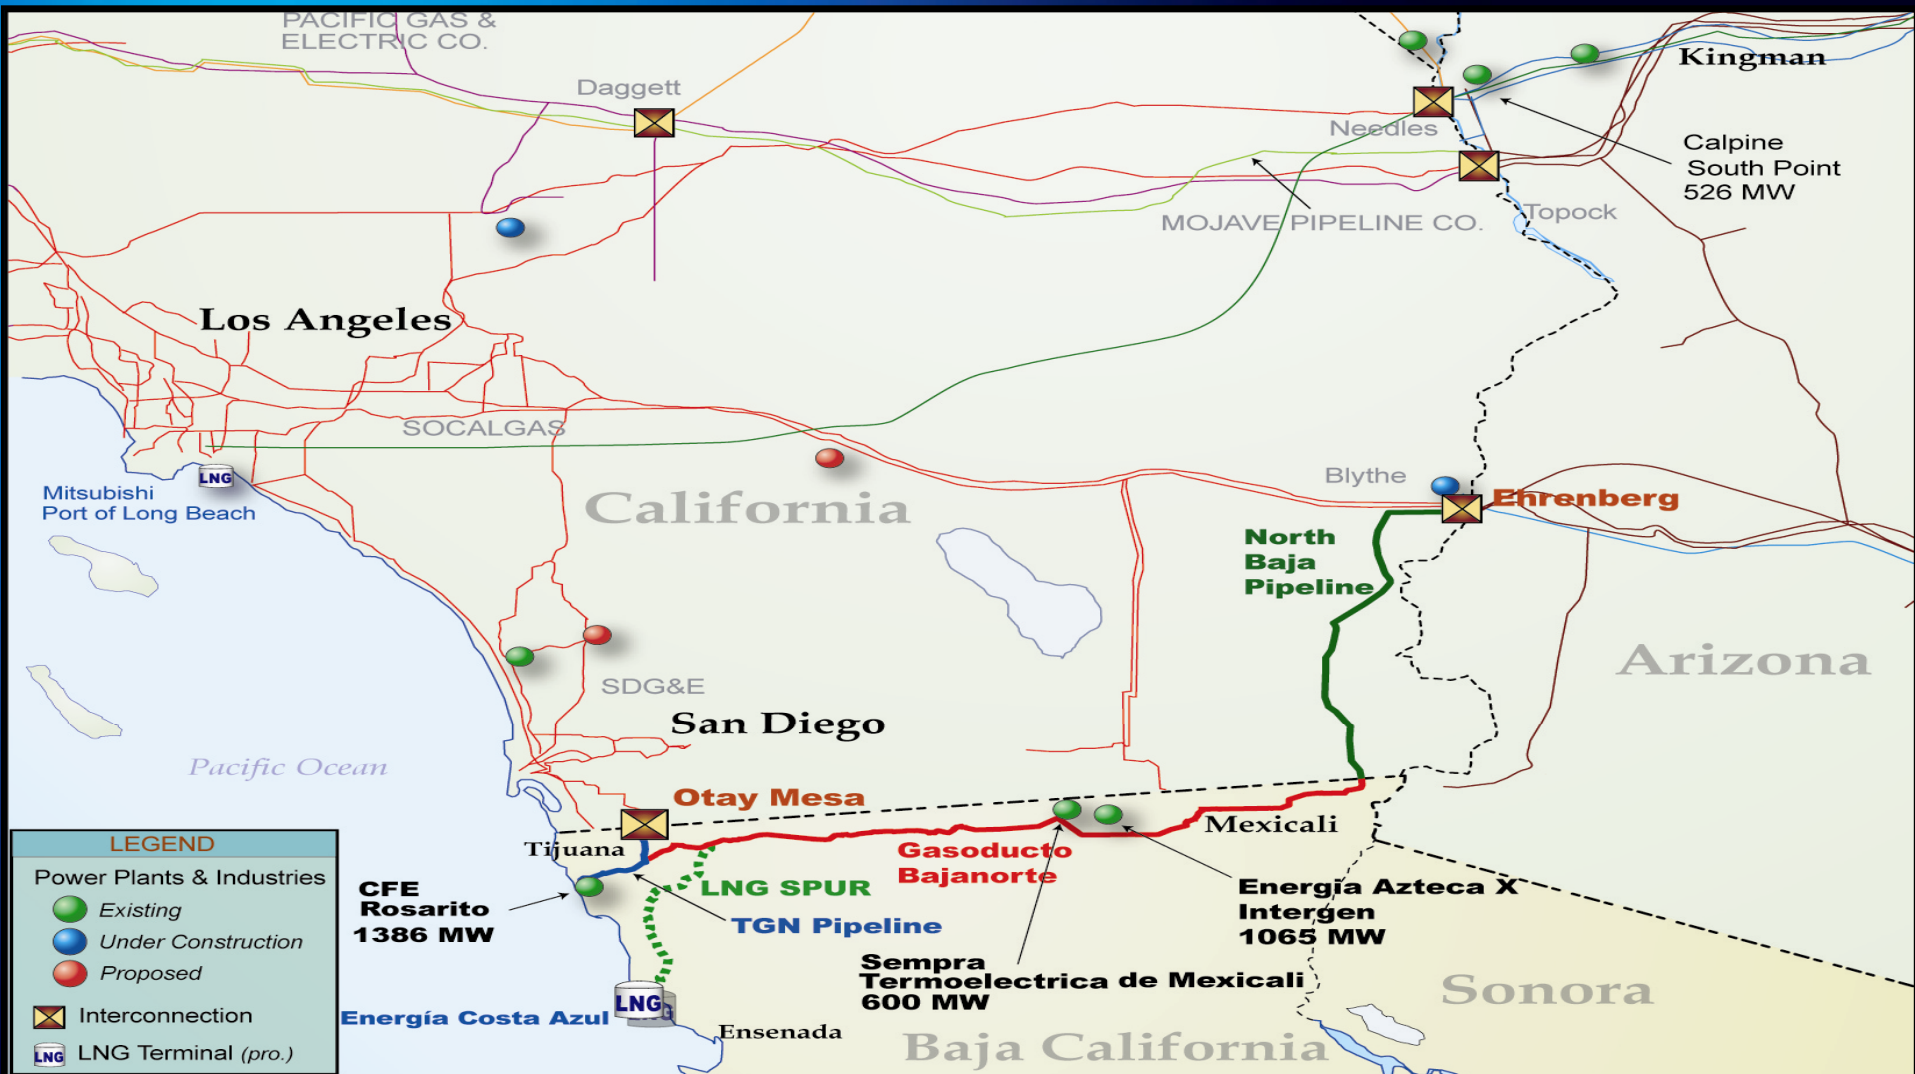 PACIFIC GAS &
ELECTRIC CO.
Daggett
Kingman
Needles
Calpine
South Point
526 MW
MOJAVE PIPELINE CO.
Topock
Los Angeles
SOCALGAS
LNG
Mitsubishi
Port of Long Beach
California
Blythe
Ehrenberg
North
Baja
Pipeline
Arizona
SDG&E
San Diego
Pacific Ocean
Otay Mesa
Tijuana
Mexicali
Gasoducto
Bajanorte
LNG SPUR
TGN Pipeline
CFE
Rosarito
1386 MW
Energia Azteca X
Intergen
1065 MW
Sempra
Termoelectrica de Mexicali
600 MW
LNG
Energía Costa Azul
Ensenada
Baja California
Sonora
LEGEND
Power Plants & Industries
Existing
Under Construction
Proposed
Interconnection
LNG
LNG Terminal (pro.)